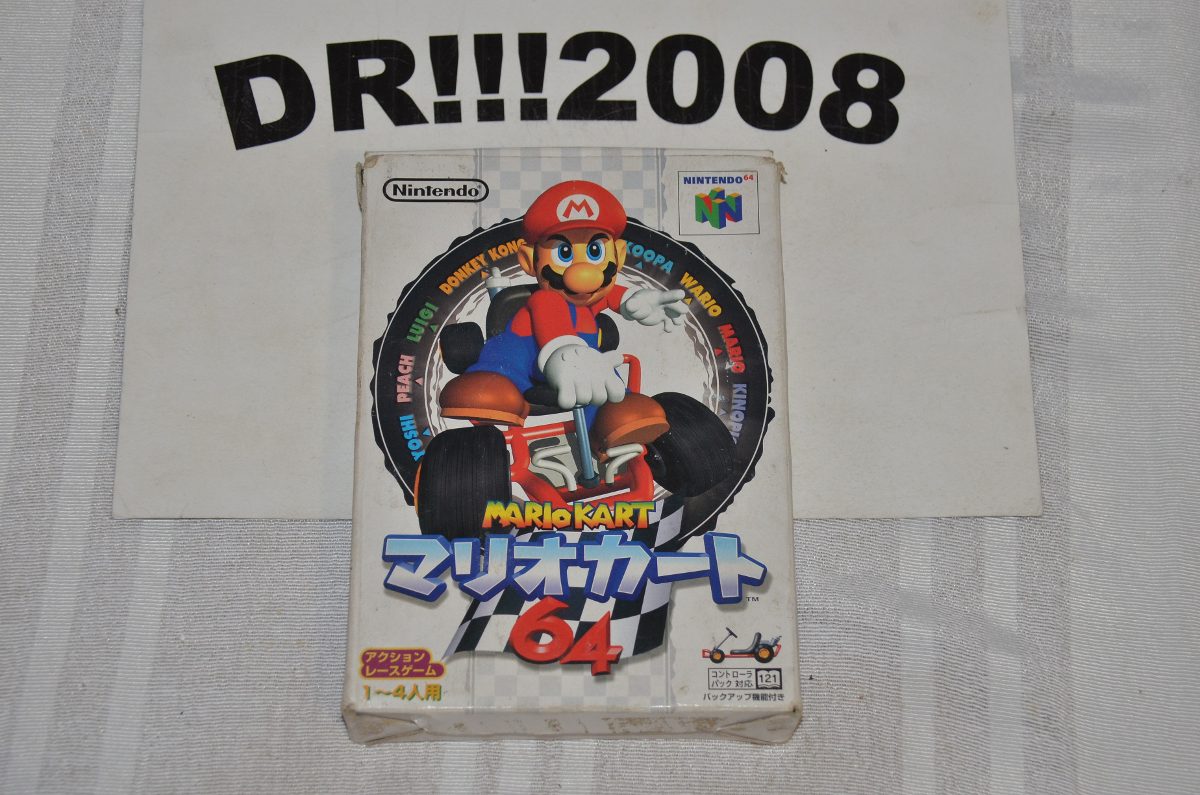 DR!!!2008
Nintendo
NINTENDO 64
YOSHI
PEACH
LUIGI
DONKEY KONG
KOOPA
WARIO
MARIO
M
MARIO KART
マリオカート
64
TM
アクション
レースゲーム
1〜4人用
コントローラ
パック 対応
121
バックアップ機能付き